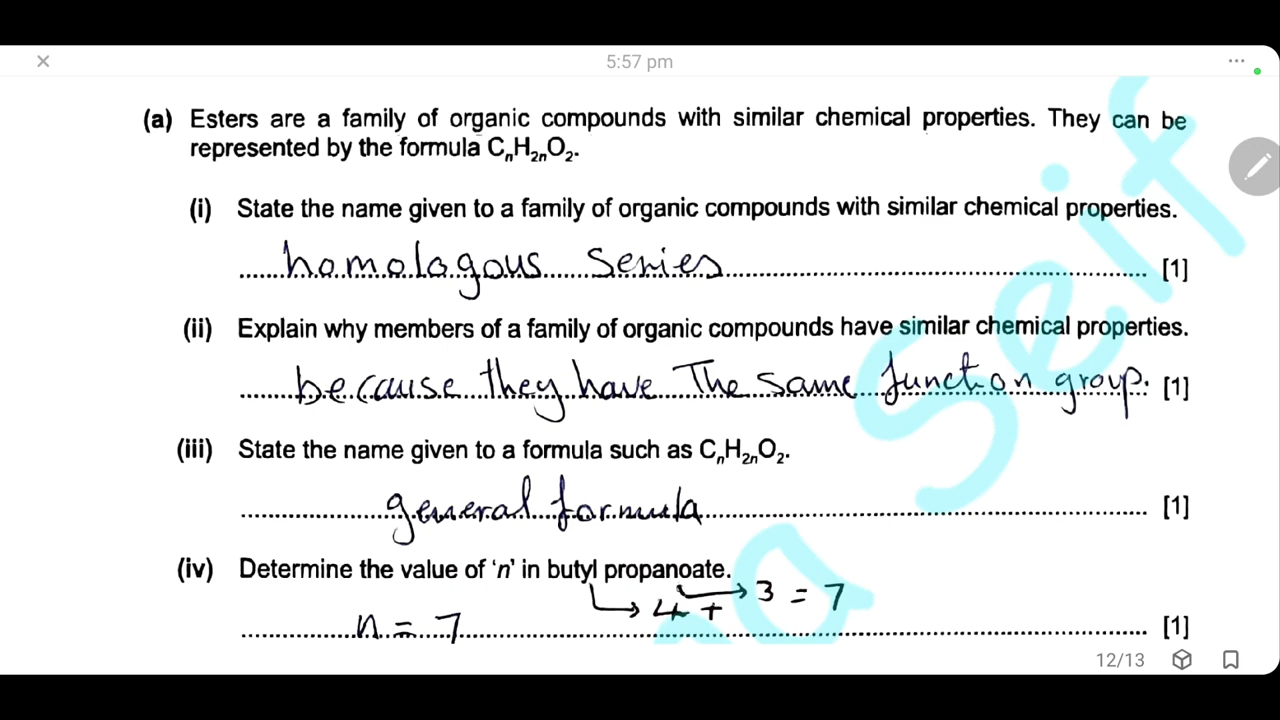 5:57 pm
(a) Esters are a family of organic compounds with similar chemical properties. They can be
represented by the formula CₙH₂ₙO₂.
(i) State the name given to a family of organic compounds with similar chemical properties.
homologous series [1]
(ii) Explain why members of a family of organic compounds have similar chemical properties.
because they have The same function group. [1]
(iii) State the name given to a formula such as CₙH₂ₙO₂.
general formula [1]
(iv) Determine the value of ‘n’ in butyl propanoate.
4 + 3 = 7
n = 7 [1]
12/13
Seif